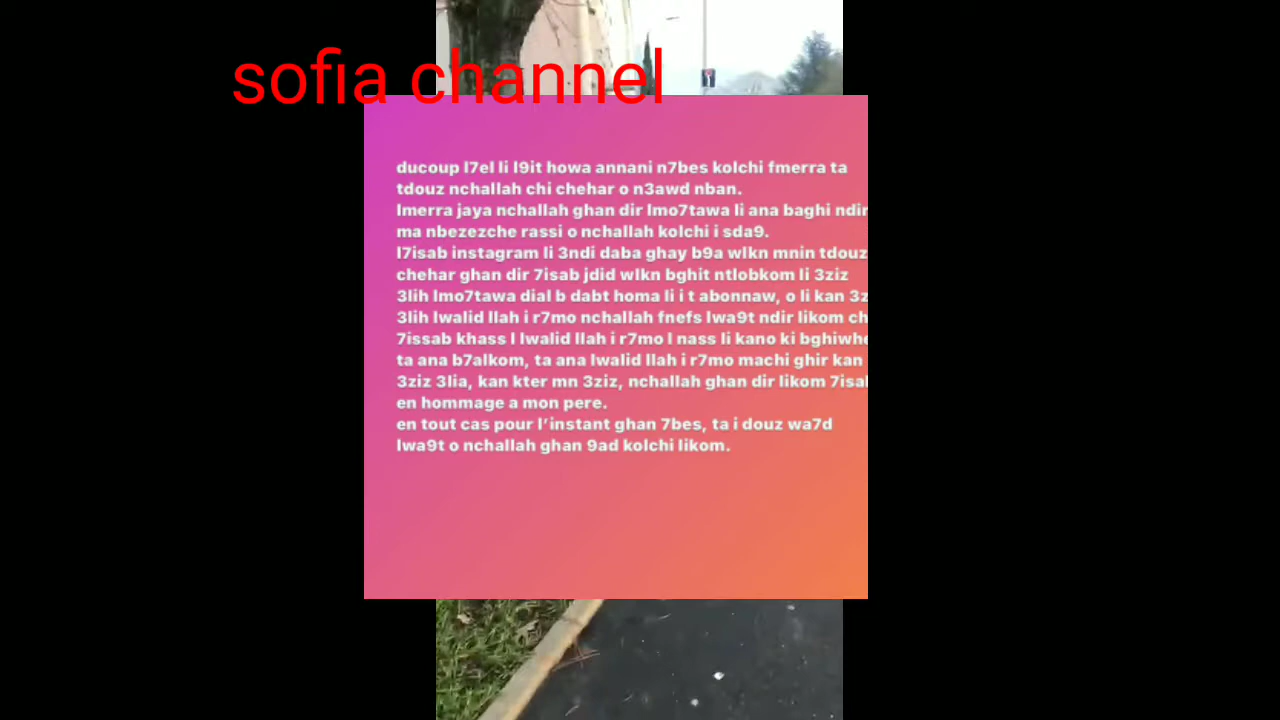 sofia channel
ducoup l7el li l9it howa annani n7bes kolchi fmerra ta
tdouz nchallah chi chehar o n3awd nban.
lmerra jaya nchallah ghan dir lmo7tawa li ana baghi ndir
ma nbezezche rassi o nchallah kolchi i sda9.
l7isab instagram li 3ndi daba ghay b9a wlkn mnin tdouz
chehar ghan dir 7isab jdid wlkn bghit ntlobkom li 3ziz
3lih lmo7tawa dial b dabt homa li i t abonnaw, o li kan 3z
3lih lwalid llah i r7mo nchallah fnefs lwa9t ndir likom ch
7issab khass l lwalid llah i r7mo l nass li kano ki bghiwh
ta ana b7alkom, ta ana lwalid llah i r7mo machi ghir kan
3ziz 3lia, kan kter mn 3ziz, nchallah ghan dir likom 7isa
en hommage a mon pere.
en tout cas pour l’instant ghan 7bes, ta i douz wa7d
lwa9t o nchallah ghan 9ad kolchi likom.